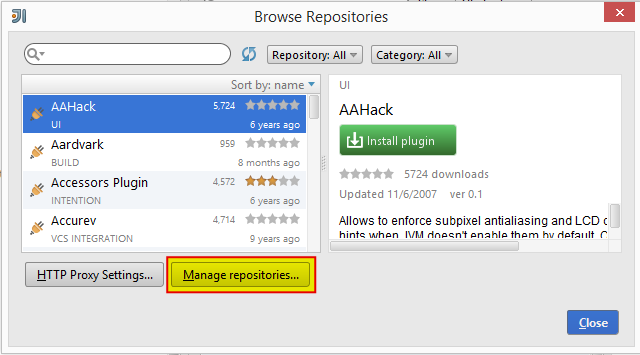 Browse Repositories
Repository: All
Category: All
Sort by: name
AAHack 5,724
UI 6 years ago
Aardvark 959
BUILD 8 months ago
Accessors Plugin 4,572
INTENTION 6 years ago
Accurev 4,714
VCS INTEGRATION 9 years ago
UI
AAHack
Install plugin
5724 downloads
Updated 11/6/2007 ver 0.1
Allows to enforce subpixel antialiasing and LCD
hints when JVM doesn't enable them by default.
HTTP Proxy Settings...
Manage repositories...
Close